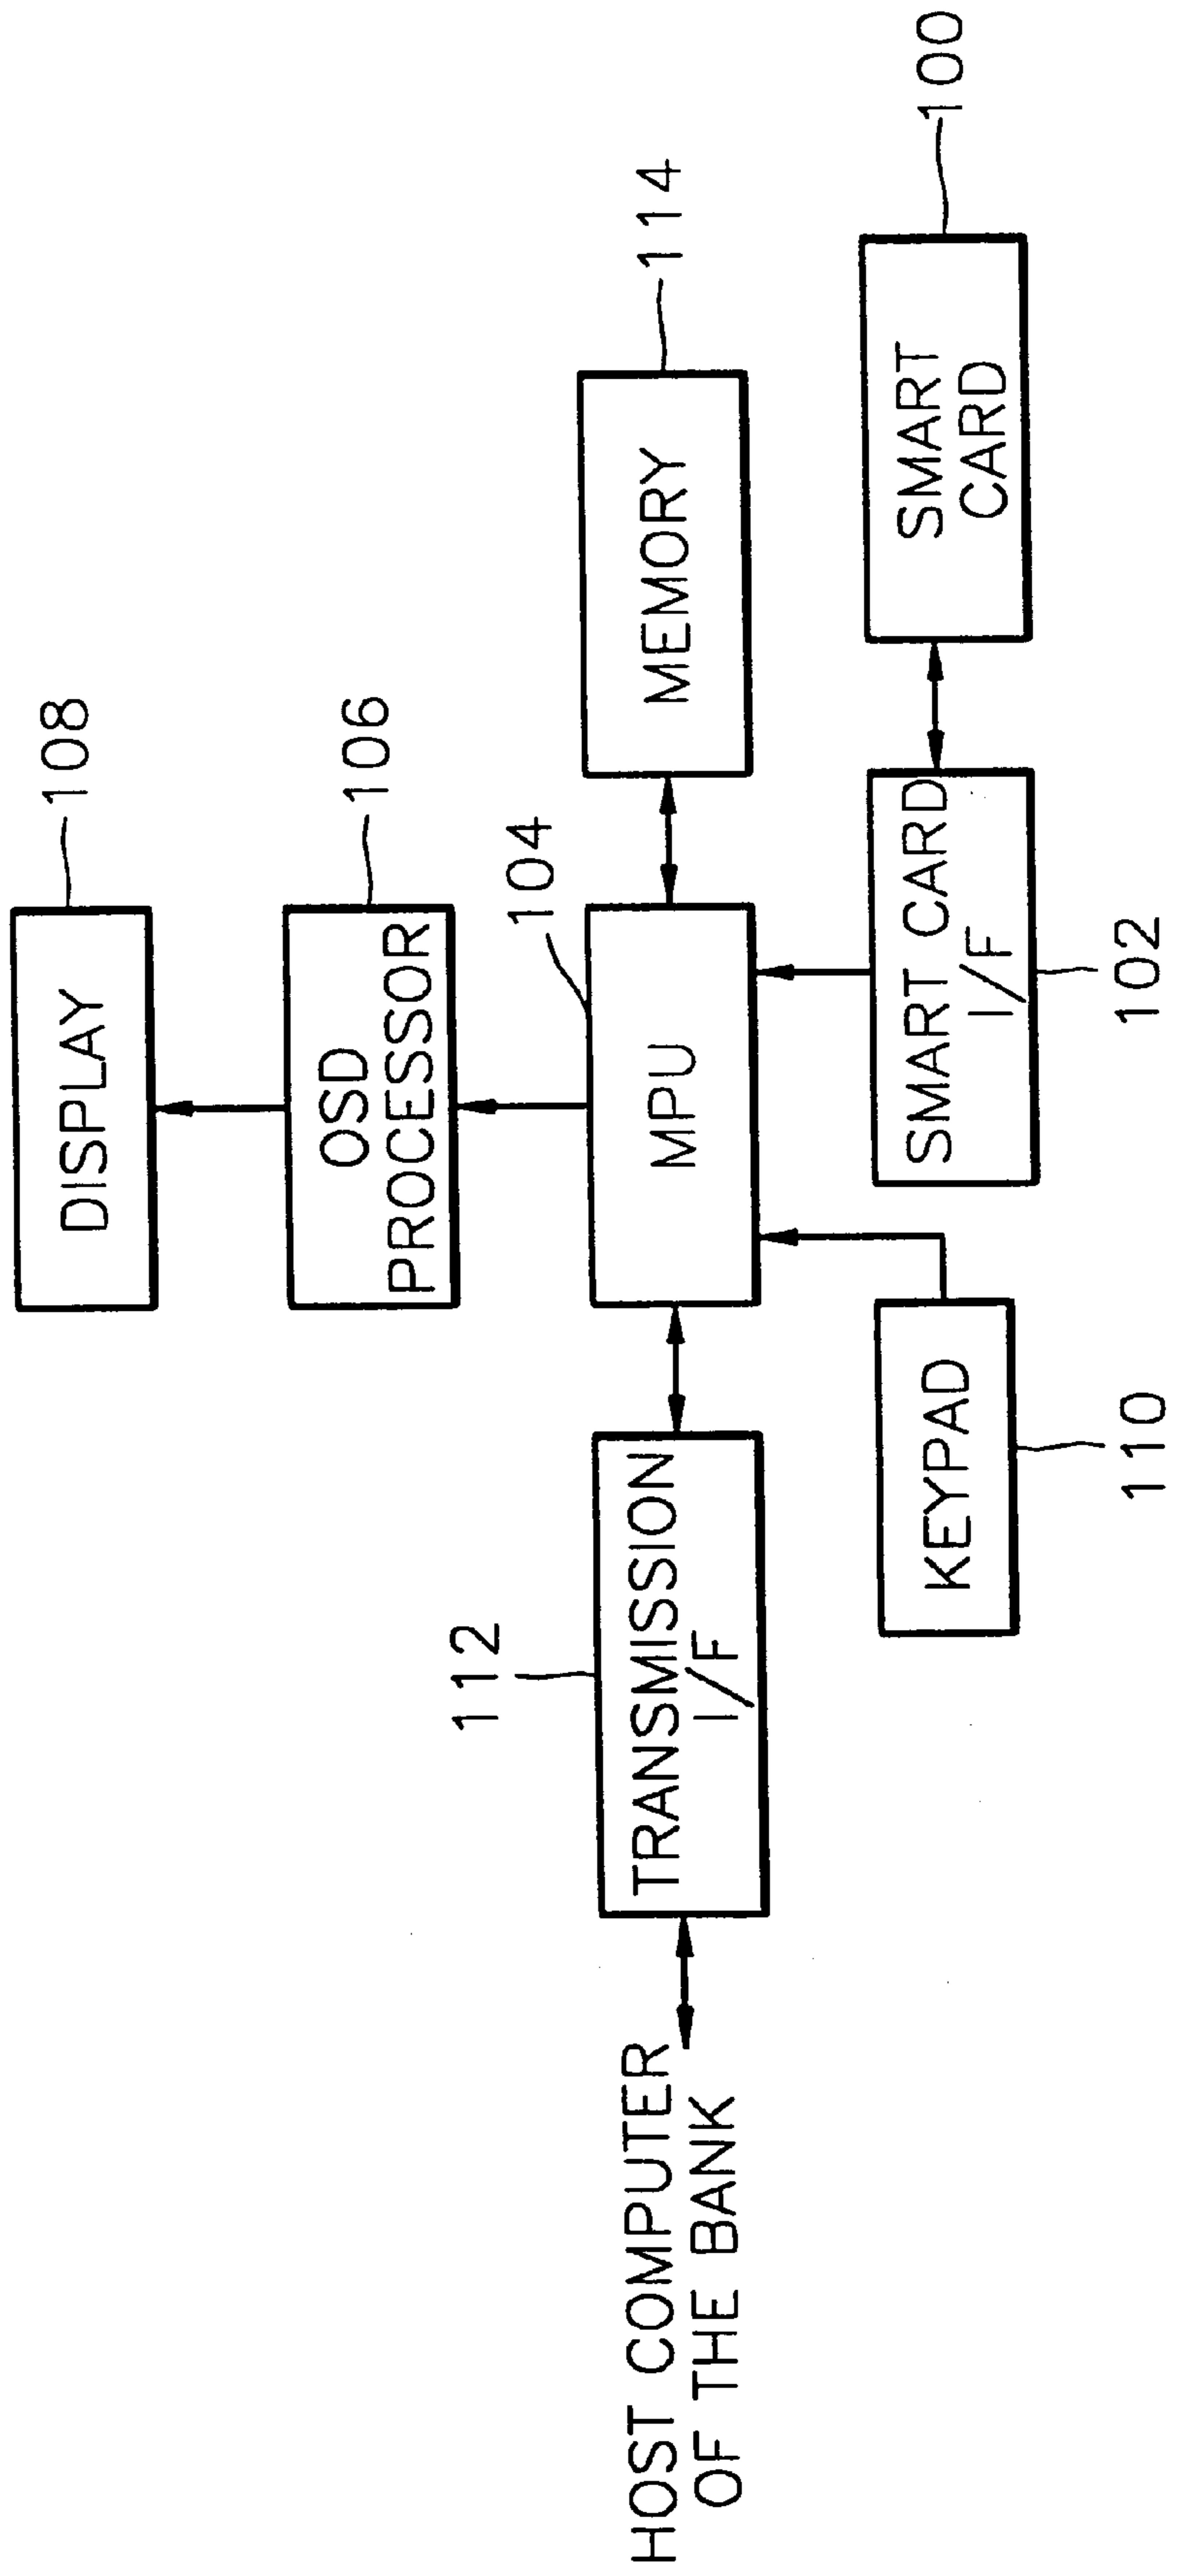 DISPLAY
108
OSD
PROCESSOR
106
104
112
HOST COMPUTER
OF THE BANK
TRANSMISSION
I/F
MPU
MEMORY
114
KEYPAD
110
SMART CARD
I/F
102
SMART
CARD
100